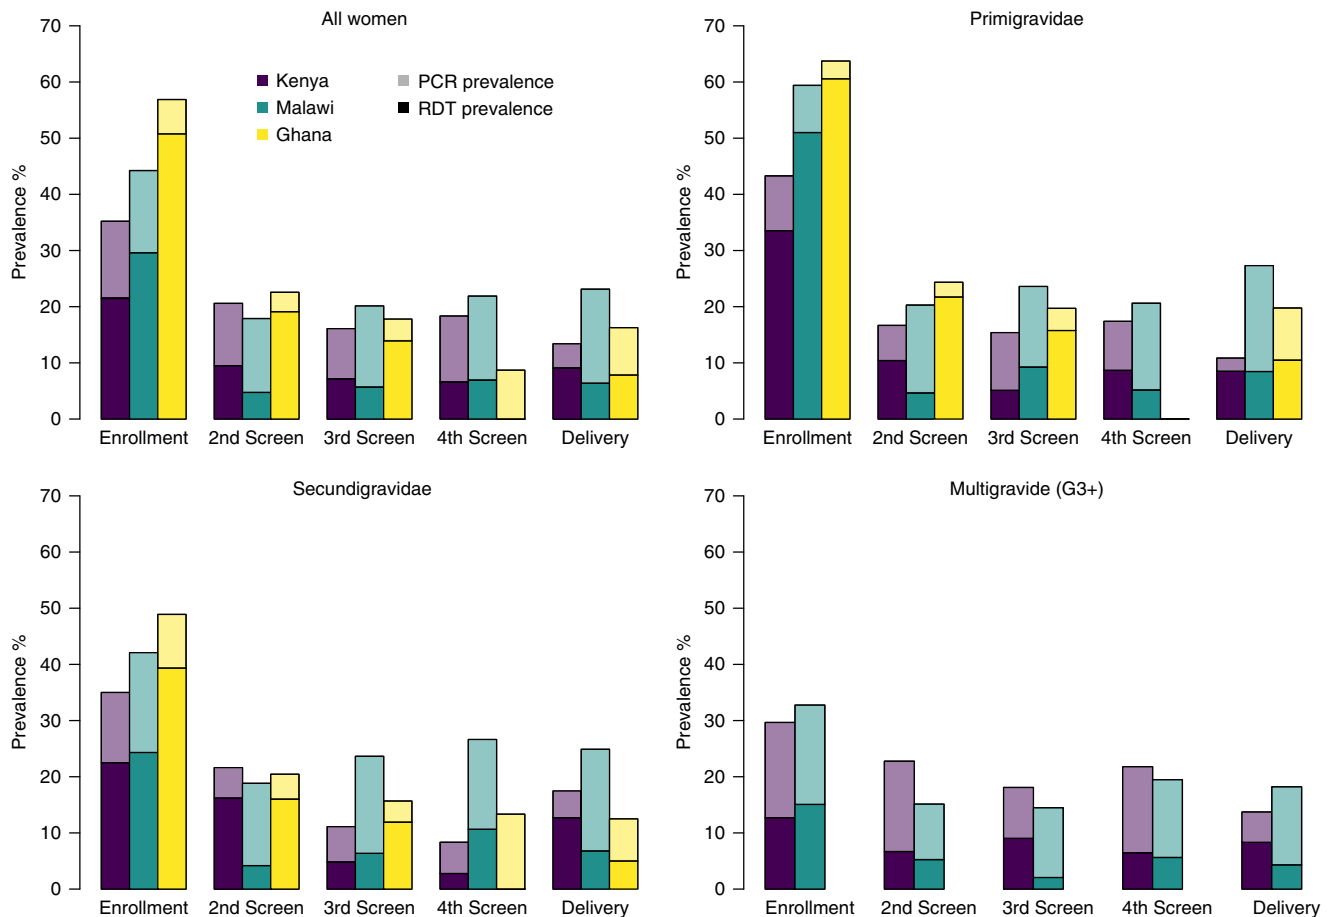 All women
Prevalence %
70
60
50
40
30
20
10
0
Kenya
Malawi
Ghana
PCR prevalence
RDT prevalence
Enrollment 2nd Screen 3rd Screen 4th Screen Delivery
Primigravidae
Prevalence %
70
60
50
40
30
20
10
0
Enrollment 2nd Screen 3rd Screen 4th Screen Delivery
Secundigravidae
Prevalence %
70
60
50
40
30
20
10
0
Enrollment 2nd Screen 3rd Screen 4th Screen Delivery
Multigravide (G3+)
Prevalence %
70
60
50
40
30
20
10
0
Enrollment 2nd Screen 3rd Screen 4th Screen Delivery